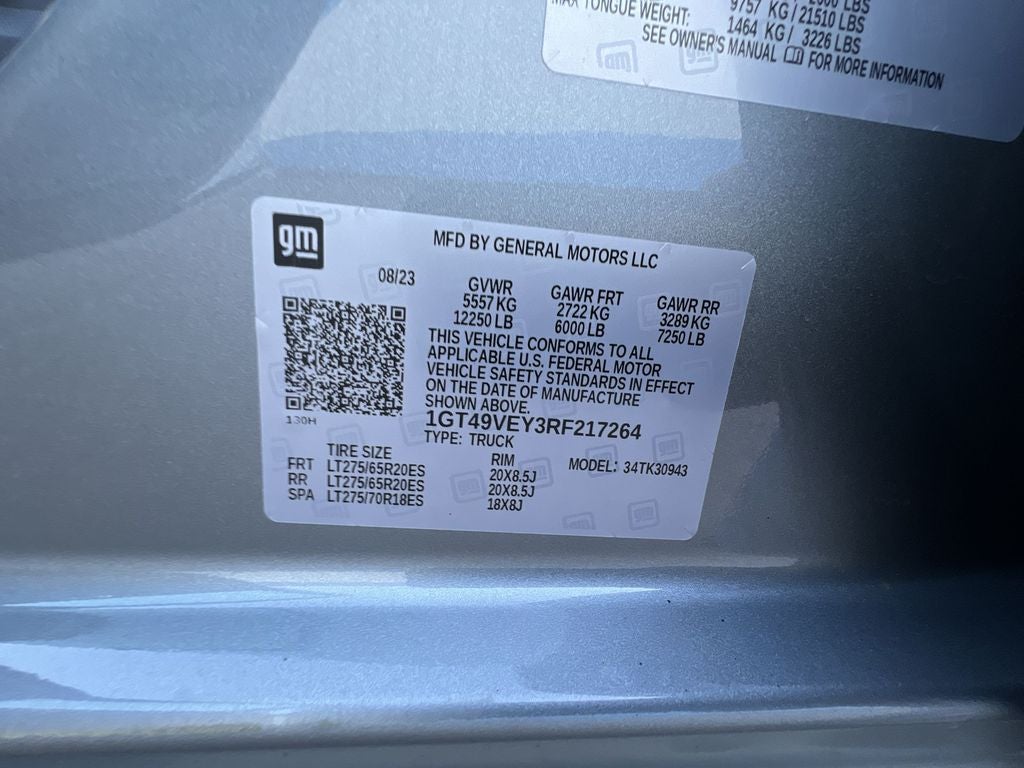 9757 KG / 21510 LBS
MAX TONGUE WEIGHT: 1464 KG / 3226 LBS
SEE OWNER'S MANUAL FOR MORE INFORMATION
gm
MFD BY GENERAL MOTORS LLC
08/23
GVWR GAWR FRT GAWR RR
5557 KG 2722 KG 3289 KG
12250 LB 6000 LB 7250 LB
THIS VEHICLE CONFORMS TO ALL
APPLICABLE U.S. FEDERAL MOTOR
VEHICLE SAFETY STANDARDS IN EFFECT
ON THE DATE OF MANUFACTURE
SHOWN ABOVE.
130H
1GT49VEY3RF217264
TYPE: TRUCK
TIRE SIZE RIM MODEL: 34TK30943
FRT LT275/65R20ES 20X8.5J
RR LT275/65R20ES 20X8.5J
SPA LT275/70R18ES 18X8J